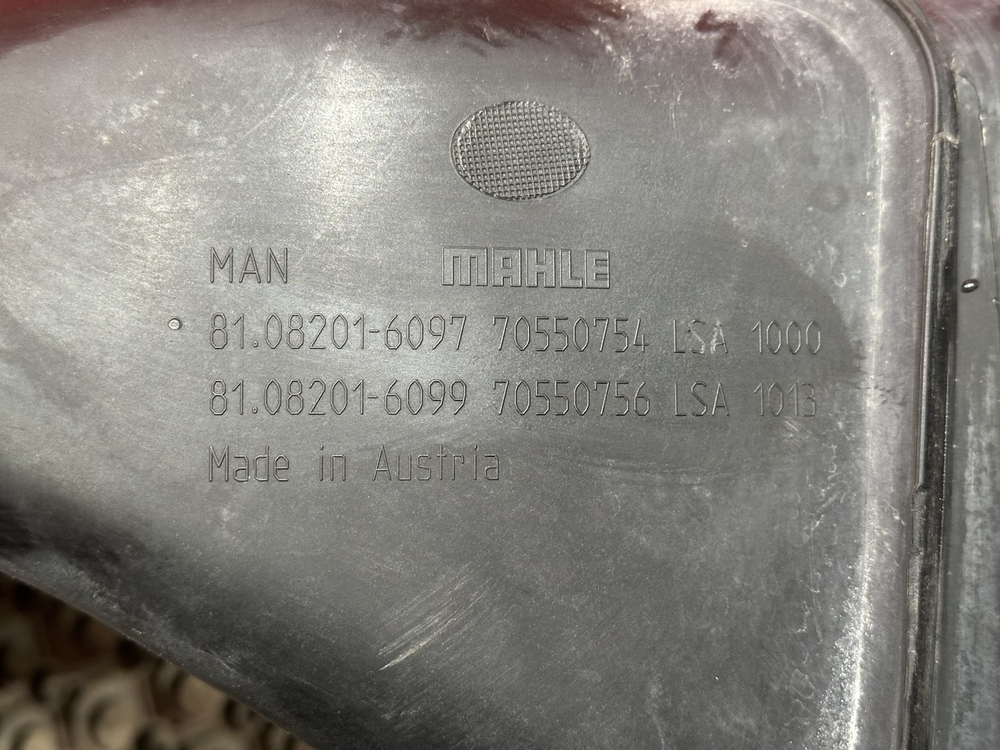 MAN MAHLE
81.08201-6097 70550754 LSA 1000
81.08201-6099 70550756 LSA 1013
Made in Austria